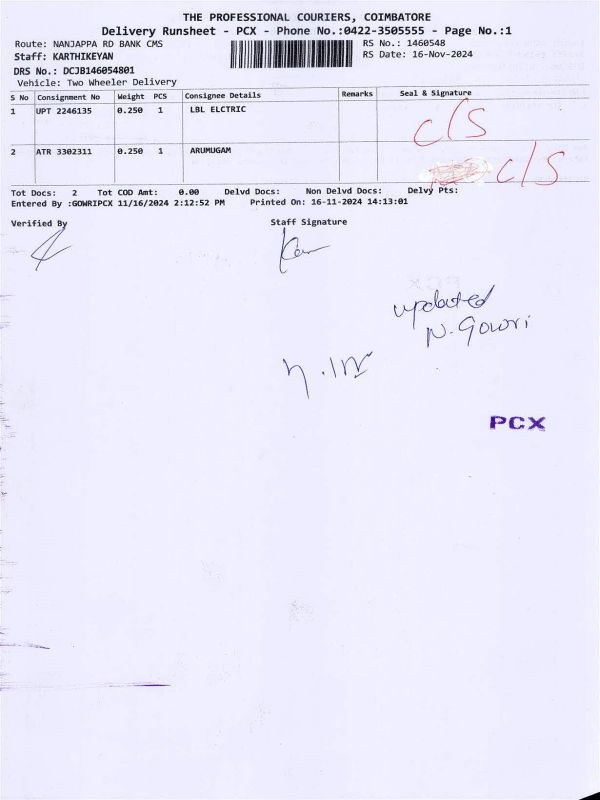 THE PROFESSIONAL COURIERS, COIMBATORE
Delivery Runsheet - PCX - Phone No.:0422-3505555 - Page No.:1
Route: NANJAPPA RD BANK CMS RS No.: 1460548
Staff: KARTHIKEYAN RS Date: 16-Nov-2024
DRS No.: DCJB146054801
Vehicle: Two Wheeler Delivery
S No Consignment No Weight PCS Consignee Details Remarks Seal & Signature
1 UPT 2246135 0.250 1 LBL ELCTRIC C/S
2 ATR 3302311 0.250 1 ARUMUGAM C/S
Tot Docs: 2 Tot COD Amt: 0.00 Delvd Docs: Non Delvd Docs: Delvy Pts:
Entered By :GOWRIPCX 11/16/2024 2:12:52 PM Printed On: 16-11-2024 14:13:01
Verified By Staff Signature
updated
N. Gowri
PCX